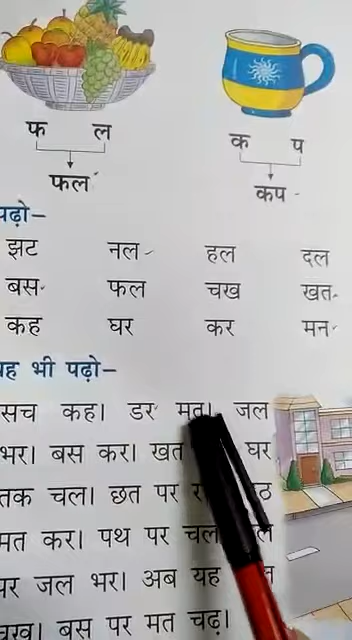 फ ल क प
फल कप
पढ़ो—
झट नल हल दल
बस फल चख खत
कह घर कर मन
यह भी पढ़ो—
सच कह। डर मत। जल
भर। बस कर। खत घर
तक चल। छत पर
मत कर। पथ पर चल
पर जल भर। अब यह
चख। बस पर मत चढ़।